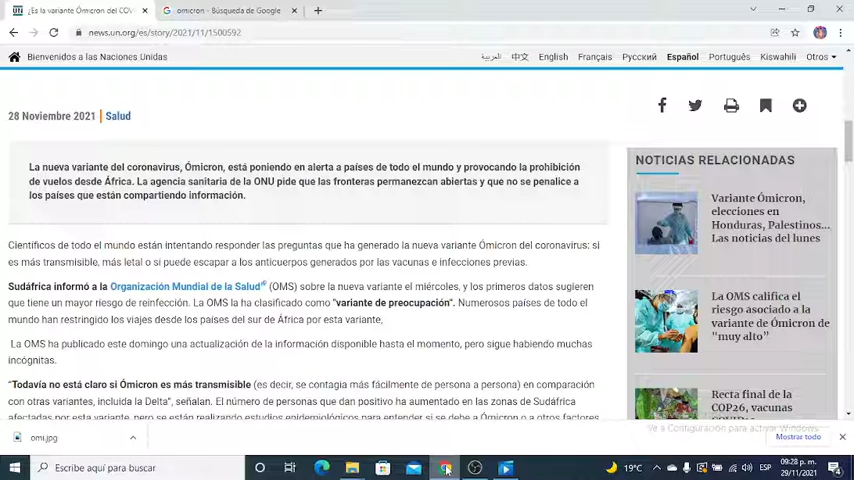 ¿Es la variante Ómicron del COV
omicron - Búsqueda de Google
news.un.org/es/story/2021/11/1500592
Bienvenidos a las Naciones Unidas
العربية 中文 English Français Русский Español Português Kiswahili Otros
28 Noviembre 2021 Salud
La nueva variante del coronavirus, Ómicron, está poniendo en alerta a países de todo el mundo y provocando la prohibición
de vuelos desde África. La agencia sanitaria de la ONU pide que las fronteras permanezcan abiertas y que no se penalice a
los países que están compartiendo información.
Científicos de todo el mundo están intentando responder las preguntas que ha generado la nueva variante Ómicron del coronavirus: si
es más transmisible, más letal o si puede escapar a los anticuerpos generados por las vacunas e infecciones previas.
Sudáfrica informó a la Organización Mundial de la Salud (OMS) sobre la nueva variante el miércoles, y los primeros datos sugieren
que tiene un mayor riesgo de reinfección. La OMS la ha clasificado como "variante de preocupación". Numerosos países de todo el
mundo han restringido los viajes desde los países del sur de África por esta variante,
La OMS ha publicado este domingo una actualización de la información disponible hasta el momento, pero sigue habiendo muchas
incógnitas.
“Todavía no está claro si Ómicron es más transmisible (es decir, se contagia más fácilmente de persona a persona) en comparación
con otras variantes, incluida la Delta”, señalan. El número de personas que dan positivo ha aumentado en las zonas de Sudáfrica
afectadas por esta variante, pero se están realizando estudios epidemiológicos para entender si se debe a Ómicron o a otros factores
NOTICIAS RELACIONADAS
Variante Ómicron,
elecciones en
Honduras, Palestinos...
Las noticias del lunes
La OMS califica el
riesgo asociado a la
variante de Ómicron de
“muy alto”
Recta final de la
COP26, vacunas
Ve a Configuración para activar Windows.
omi.jpg
Mostrar todo
Escribe aquí para buscar
19°C
ESP
09:28 p. m.
29/11/2021
4